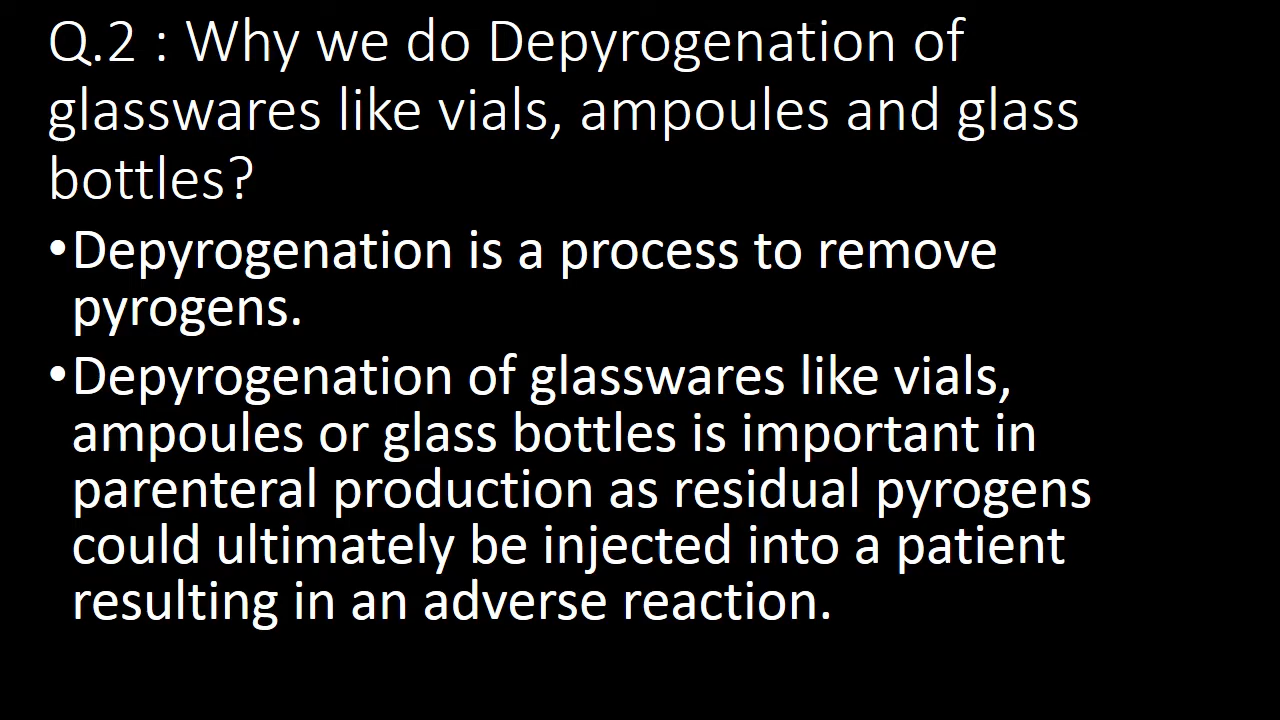 Q.2 : Why we do Depyrogenation of
glasswares like vials, ampoules and glass
bottles?
•Depyrogenation is a process to remove
pyrogens.
•Depyrogenation of glasswares like vials,
ampoules or glass bottles is important in
parenteral production as residual pyrogens
could ultimately be injected into a patient
resulting in an adverse reaction.